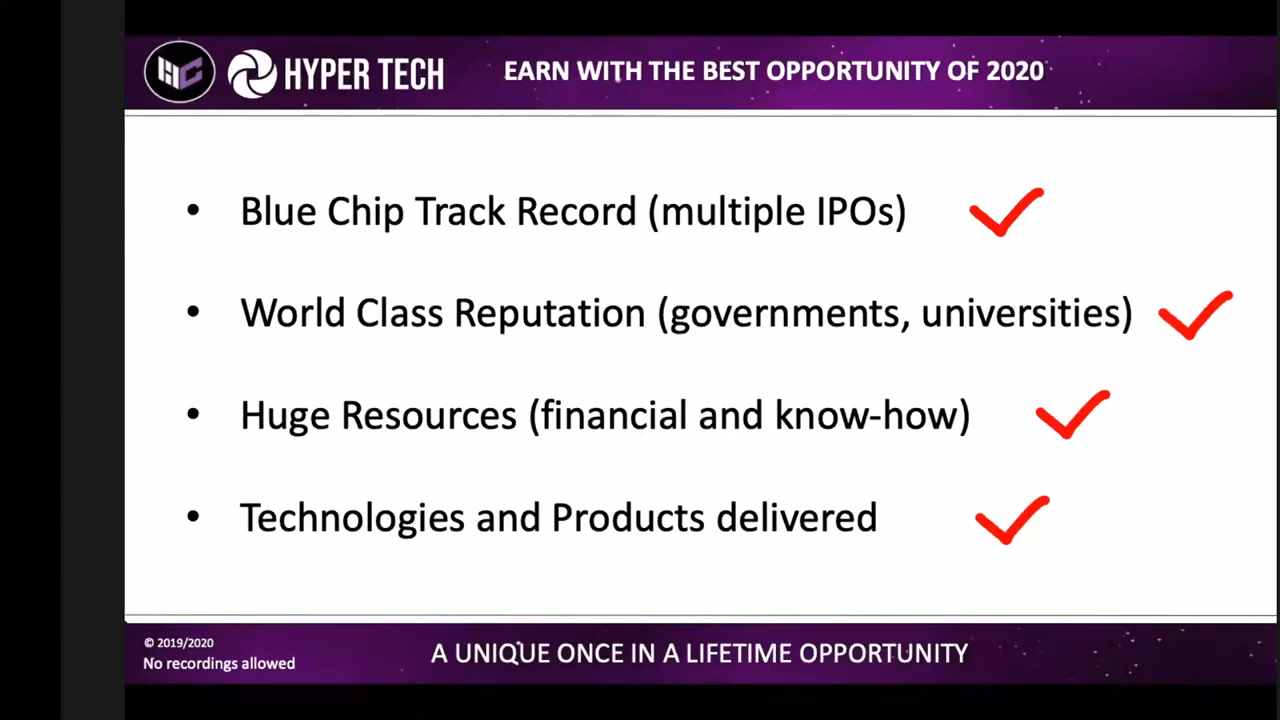 HC HYPER TECH
EARN WITH THE BEST OPPORTUNITY OF 2020
• Blue Chip Track Record (multiple IPOs)
• World Class Reputation (governments, universities)
• Huge Resources (financial and know-how)
• Technologies and Products delivered
© 2019/2020
No recordings allowed
A UNIQUE ONCE IN A LIFETIME OPPORTUNITY